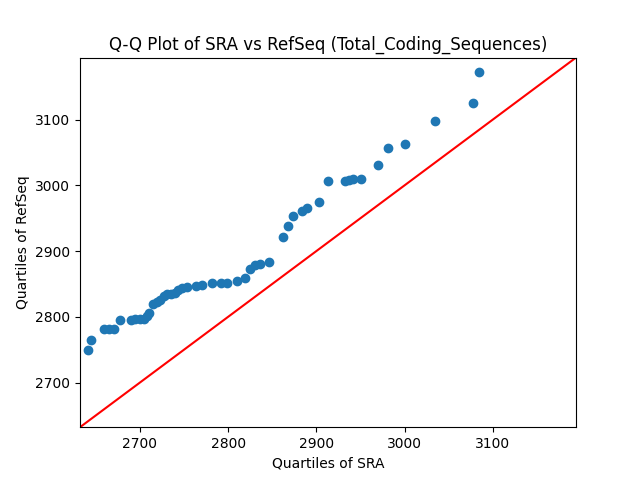 Q-Q Plot of SRA vs RefSeq (Total_Coding_Sequences)
Quartiles of RefSeq
3100
3000
2900
2800
2700
2700 2800 2900 3000 3100
Quartiles of SRA